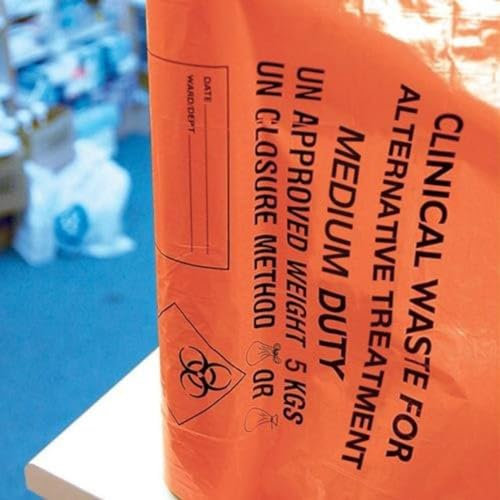 CLINICAL WASTE FOR
ALTERNATIVE TREATMENT
MEDIUM DUTY
UN APPROVED WEIGHT 5 KGS
UN CLOSURE METHOD OR
DATE
WARD/DEPT